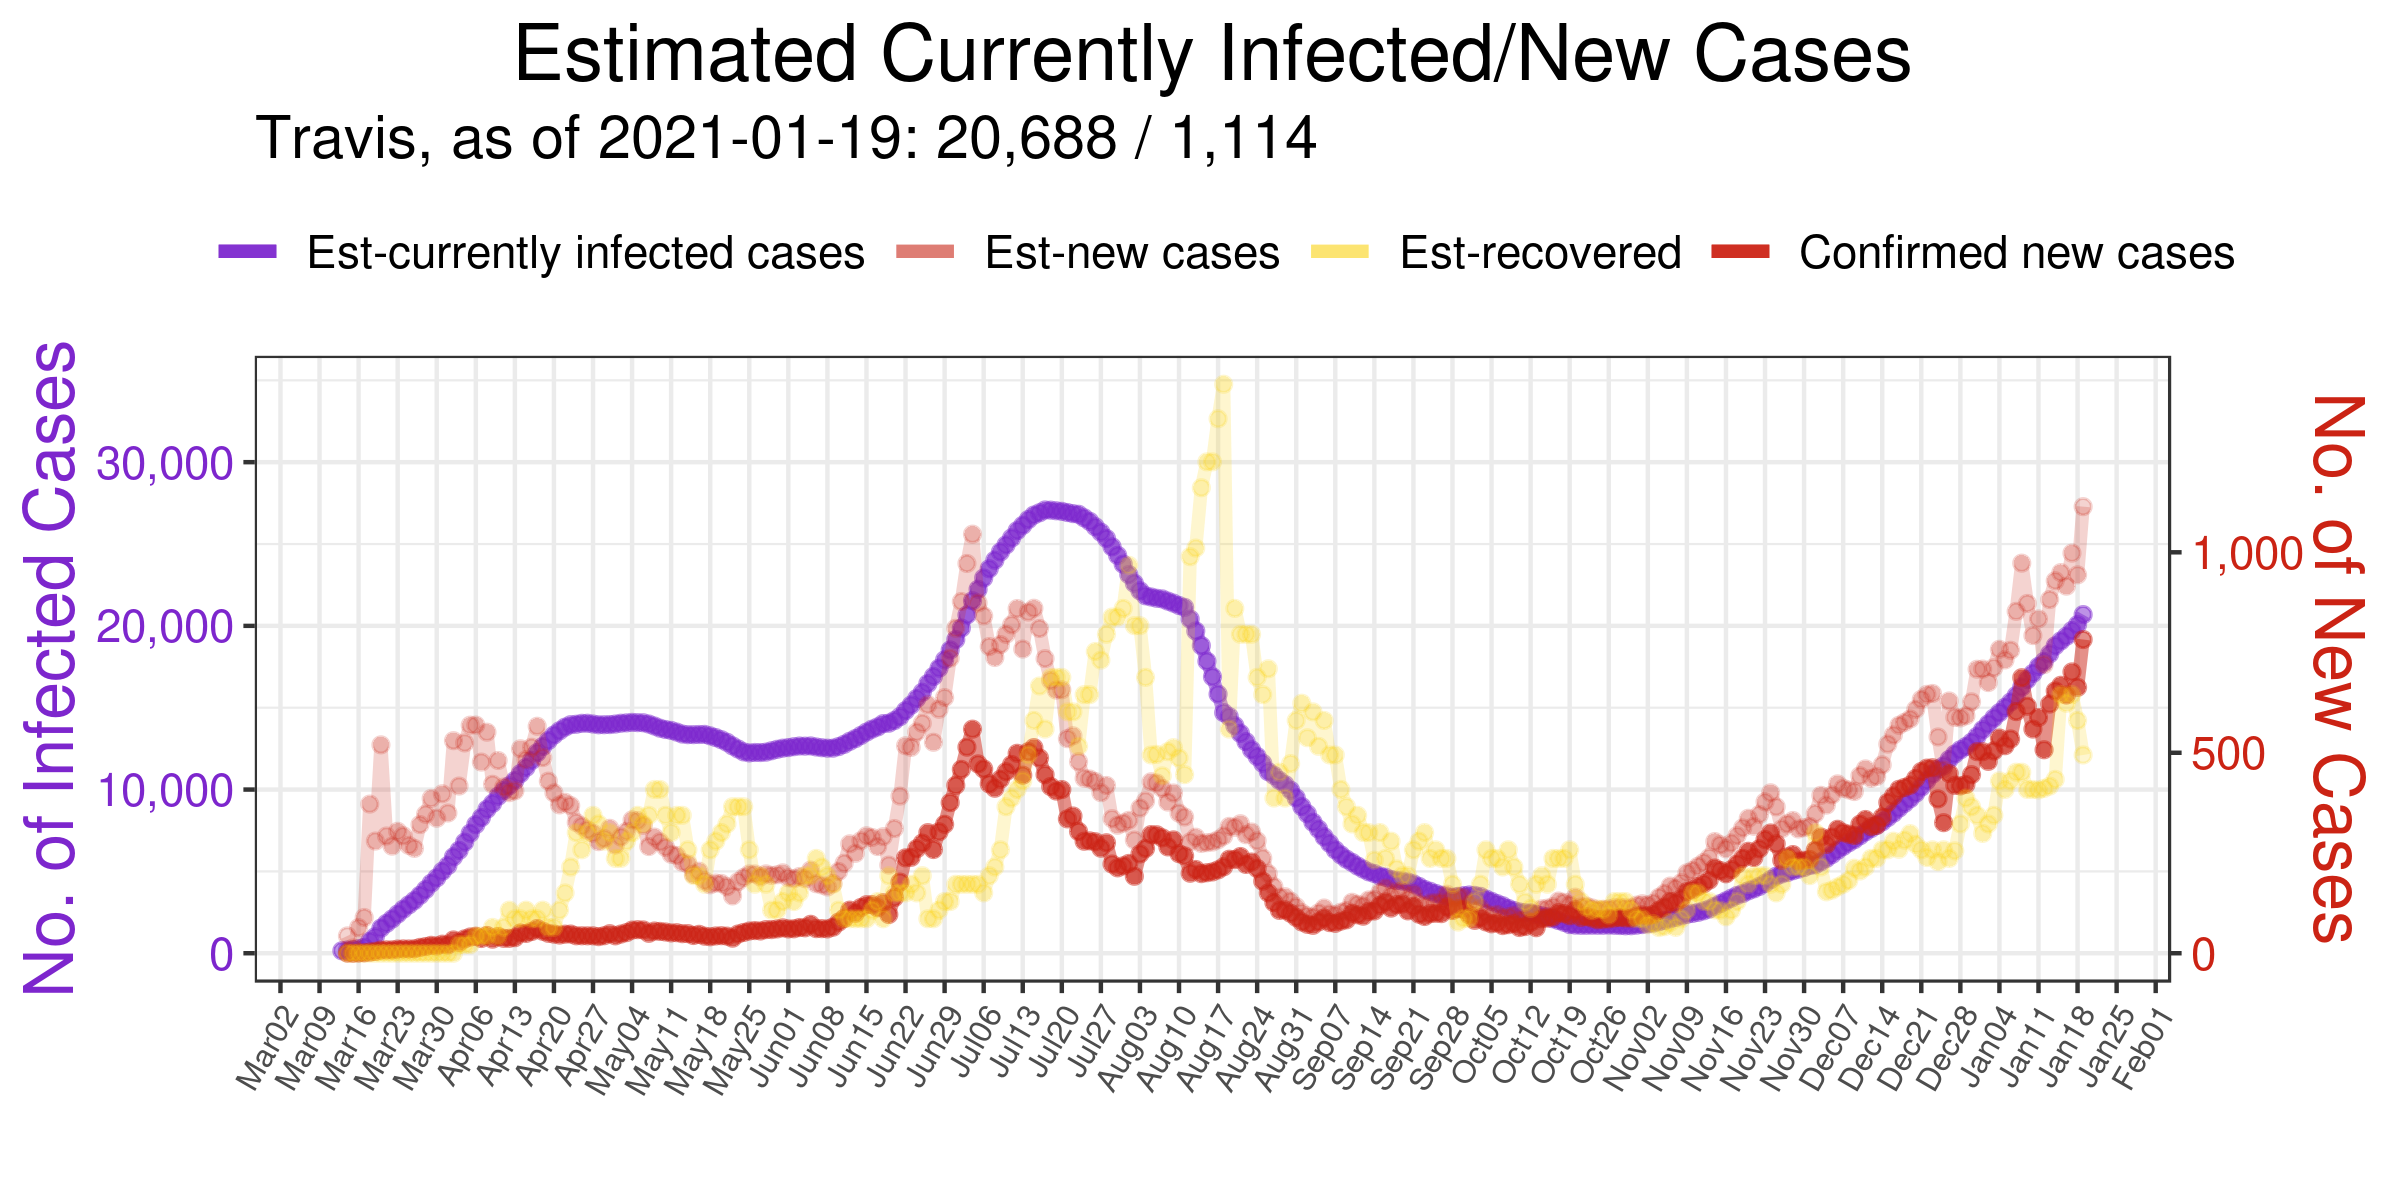 Estimated Currently Infected/New Cases
Travis, as of 2021-01-19: 20,688 / 1,114
Est-currently infected cases
Est-new cases
Est-recovered
Confirmed new cases
No. of Infected Cases
30,000
20,000
10,000
0
No. of New Cases
1,000
500
0
Mar02
Mar09
Mar16
Mar23
Mar30
Apr06
Apr13
Apr20
Apr27
May04
May11
May18
May25
Jun01
Jun08
Jun15
Jun22
Jun29
Jul06
Jul13
Jul20
Jul27
Aug03
Aug10
Aug17
Aug24
Aug31
Sep07
Sep14
Sep21
Sep28
Oct05
Oct12
Oct19
Oct26
Nov02
Nov09
Nov16
Nov23
Nov30
Dec07
Dec14
Dec21
Dec28
Jan04
Jan11
Jan18
Jan25
Feb01